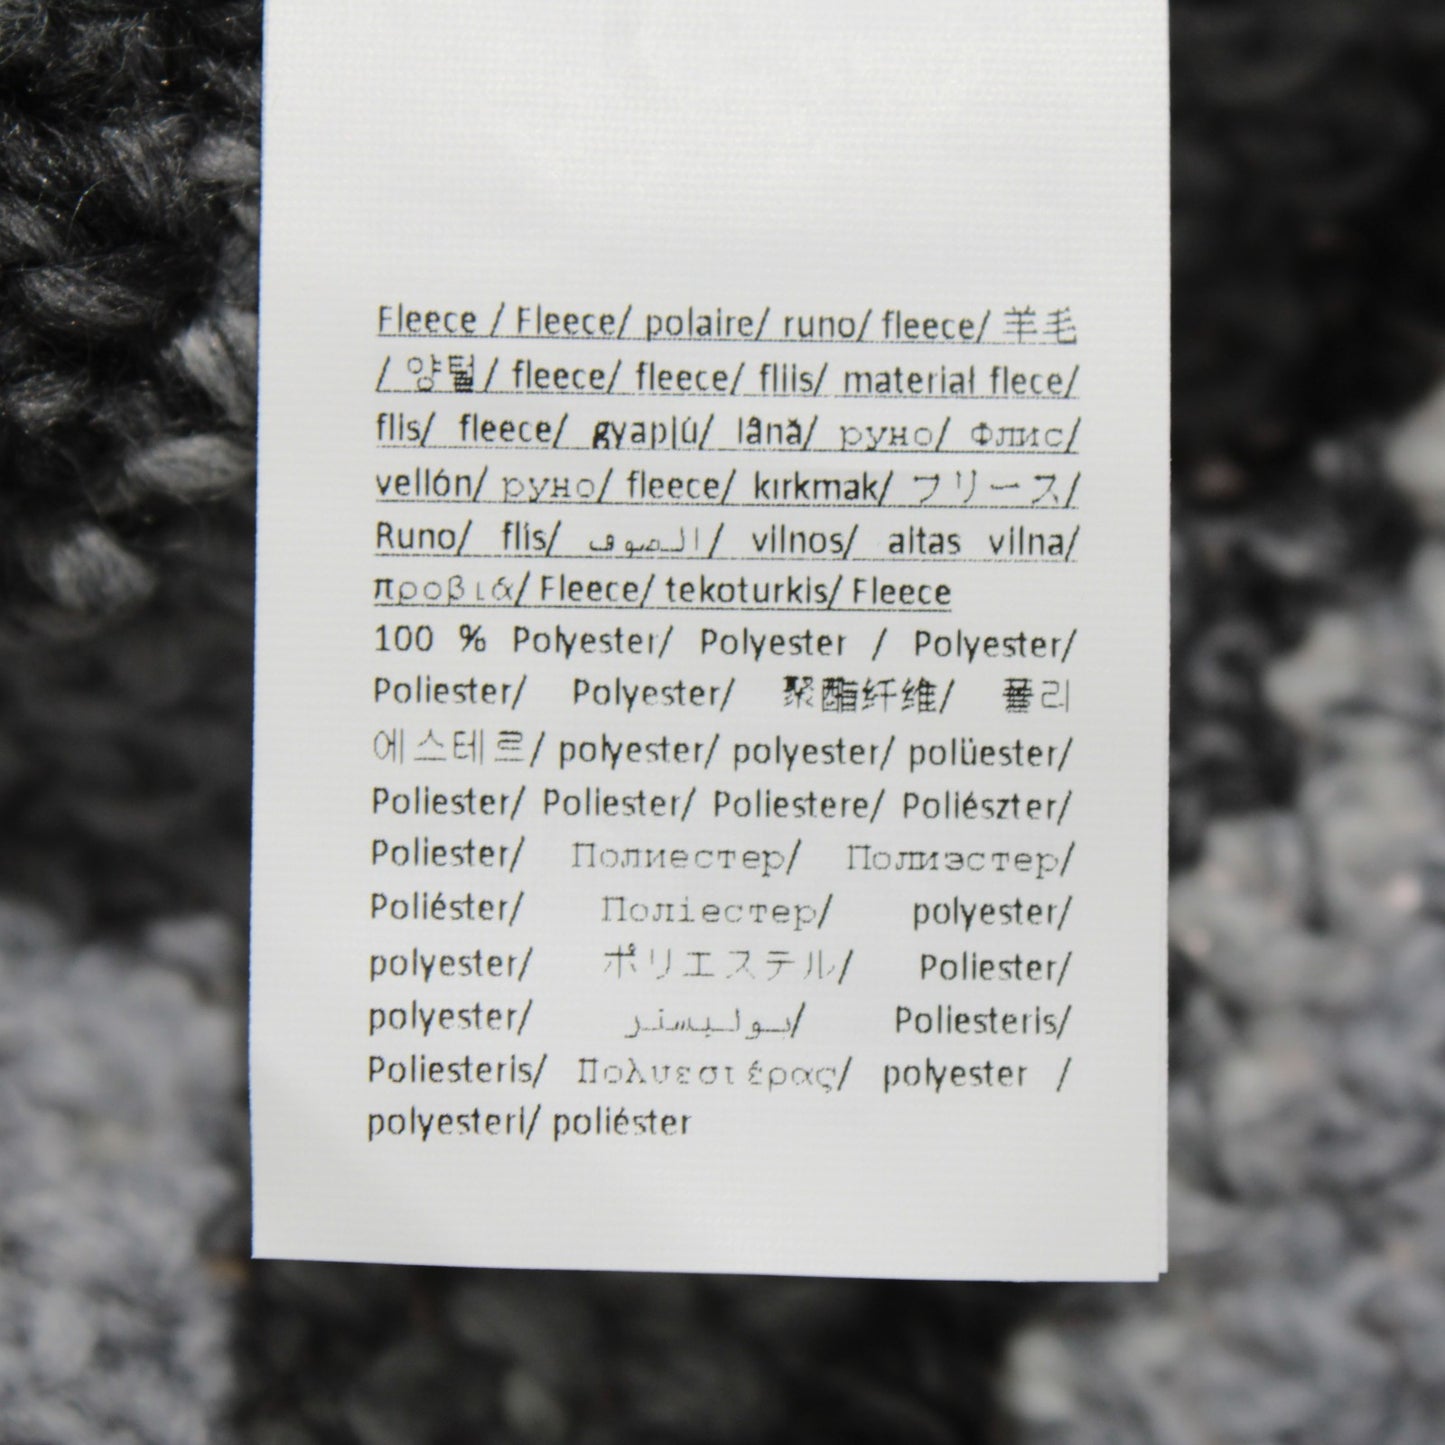 Fleece / Fleece/ polaire/ runo/ fleece/ 羊毛
/ 양털/ fleece/ fleece/ fliis/ materiał flece/
flis/ fleece/ gyapjú/ lână/ руно/ Флис/
vellón/ руно/ fleece/ kırkmak/ フリース/
Runo/ flis/ الصوف/ vilnos/ aitas vilna/
προβιά/ Fleece/ tekoturkis/ Fleece
100 % Polyester/ Polyester / Polyester/
Poliester/ Polyester/ 聚酯纤维/ 폴리
에스테르/ polyester/ polyester/ polüester/
Poliester/ Poliester/ Poliestere/ Poliészter/
Poliester/ Полиестер/ Полиэстер/
Poliéster/ Поліестер/ polyester/
polyester/ ポリエステル/ Poliester/
polyester/ بوليستر/ Poliesteris/
Poliesteris/ Πολυεστέρας/ polyester /
polyesteri/ poliéster